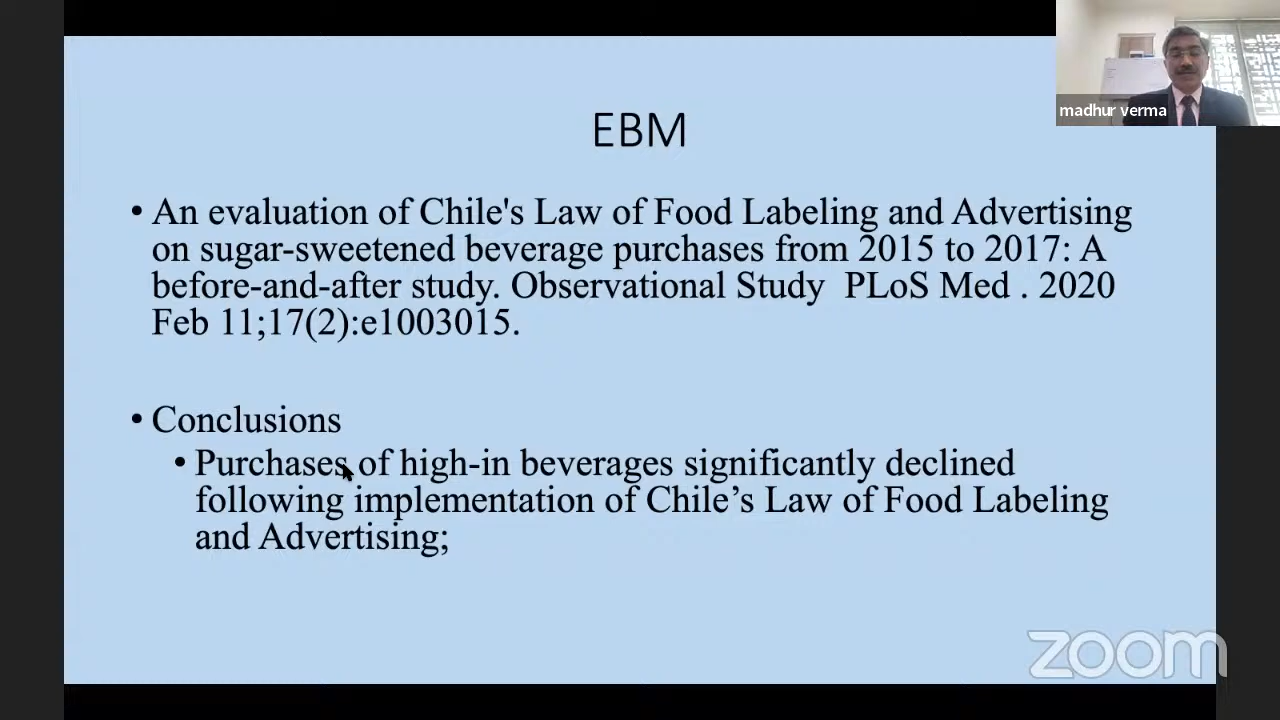 madhur verma
EBM
• An evaluation of Chile's Law of Food Labeling and Advertising
on sugar-sweetened beverage purchases from 2015 to 2017: A
before-and-after study. Observational Study PLoS Med . 2020
Feb 11;17(2):e1003015.
• Conclusions
• Purchases of high-in beverages significantly declined
following implementation of Chile’s Law of Food Labeling
and Advertising;
zoom